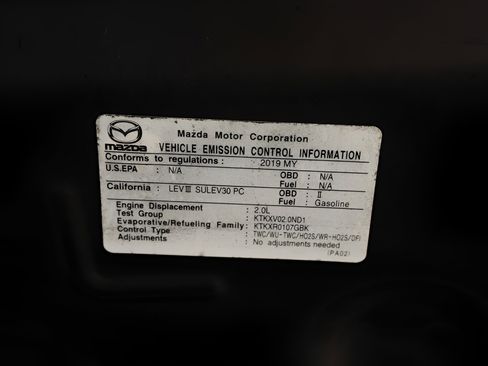 Mazda Motor Corporation
mazda VEHICLE EMISSION CONTROL INFORMATION
Conforms to regulations : 2019 MY
U.S.EPA : N/A OBD : N/A
Fuel : N/A
California : LEV III SULEV30 PC OBD : II
Fuel : Gasoline
Engine Displacement : 2.0L
Test Group : KTKXV02.0ND1
Evaporative/Refueling Family: KTKXR0107GBK
Control Type : TWC/WU-TWC/HO2S/WR-HO2S/DFI
Adjustments : No adjustments needed
(PA02)